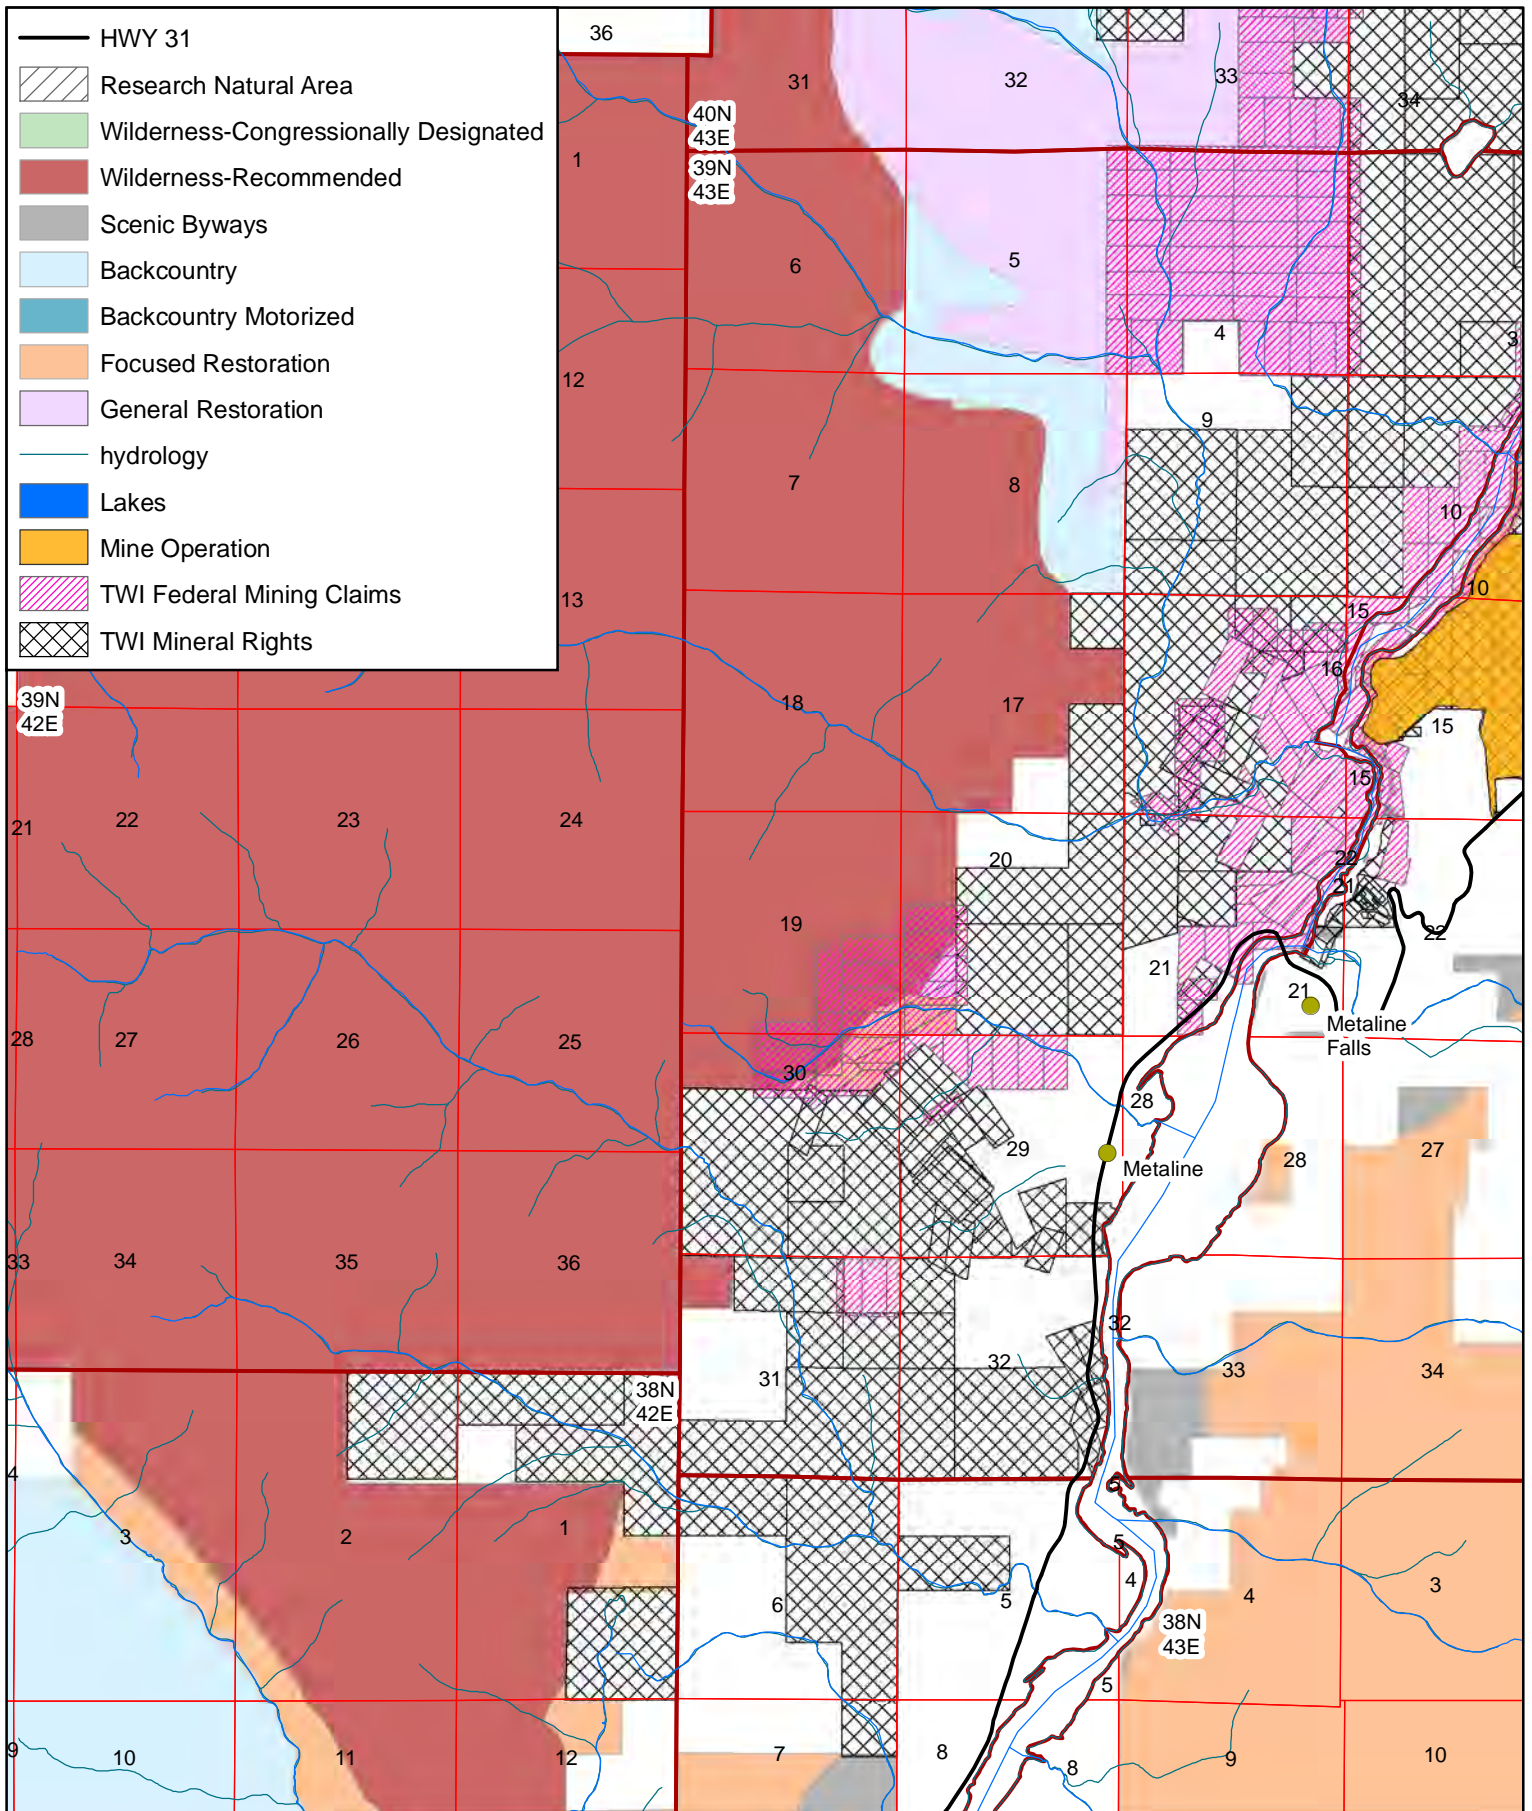 HWY 31
Research Natural Area
Wilderness-Congressionally Designated
Wilderness-Recommended
Scenic Byways
Backcountry
Backcountry Motorized
Focused Restoration
General Restoration
hydrology
Lakes
Mine Operation
TWI Federal Mining Claims
TWI Mineral Rights
36
31
32
33
34
40N
43E
1
39N
43E
6
5
4
3
12
9
7
8
10
13
10
15
16
39N
42E
18
17
15
15
21
22
23
24
20
22
21
19
22
21
21
Metaline
Falls
28
27
26
25
30
28
29
28
27
Metaline
33
34
35
36
32
32
33
34
31
38N
42E
4
5
3
2
1
5
4
3
6
5
4
38N
43E
5
9
10
11
12
7
8
8
9
10